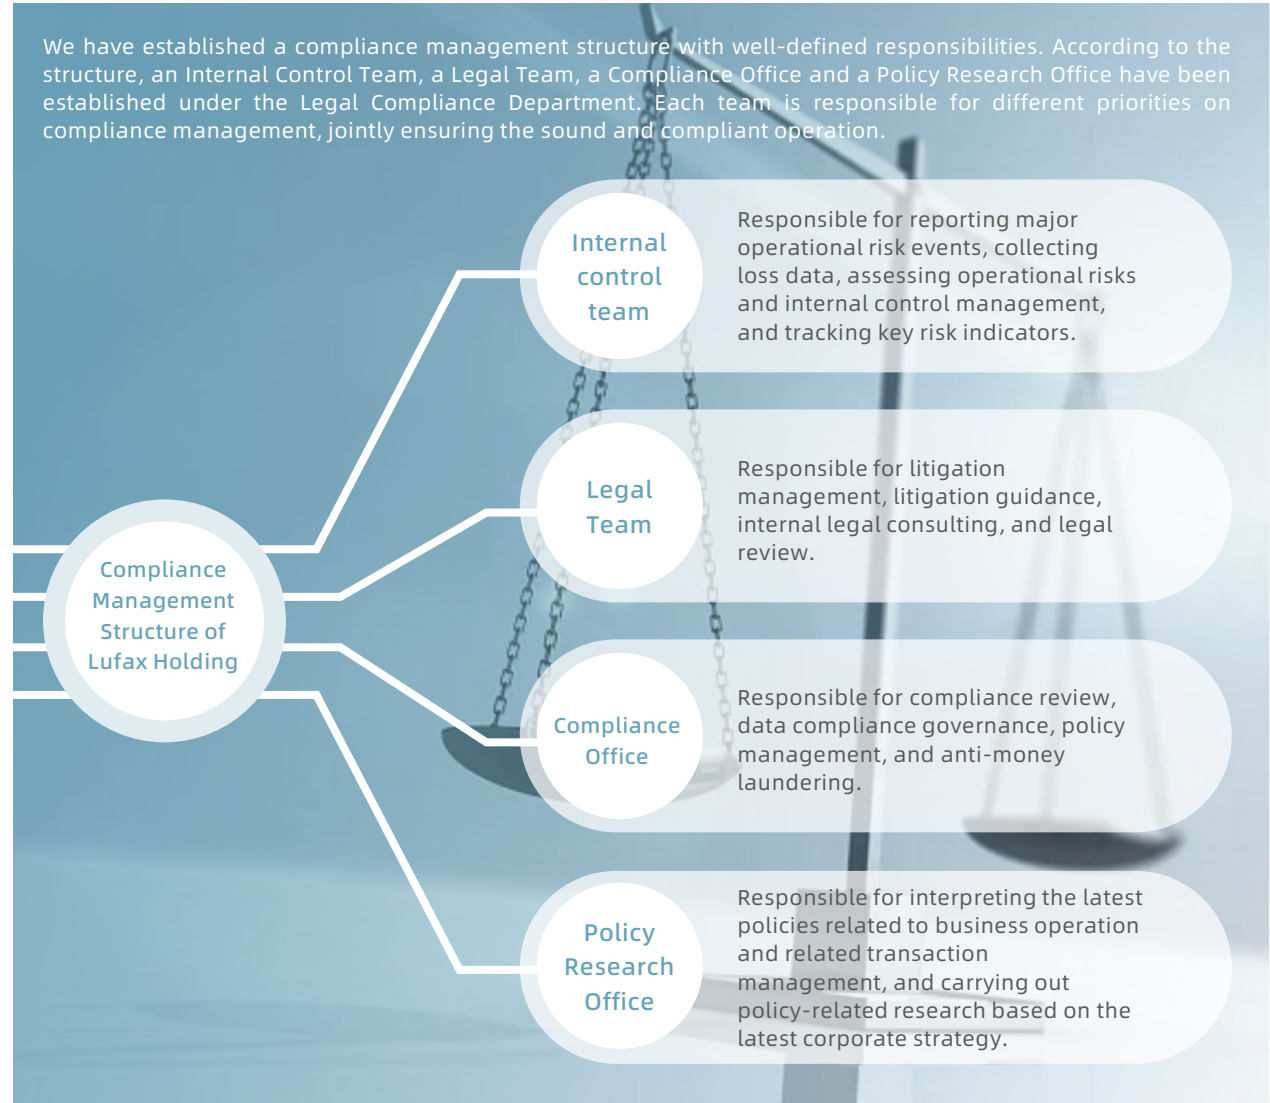 We have established a compliance management structure with well-defined responsibilities. According to the
structure, an Internal Control Team, a Legal Team, a Compliance Office and a Policy Research Office have been
established under the Legal Compliance Department. Each team is responsible for different priorities on
compliance management, jointly ensuring the sound and compliant operation.
Compliance
Management
Structure of
Lufax Holding
Internal
control
team
Responsible for reporting major
operational risk events, collecting
loss data, assessing operational risks
and internal control management,
and tracking key risk indicators.
Legal
Team
Responsible for litigation
management, litigation guidance,
internal legal consulting, and legal
review.
Compliance
Office
Responsible for compliance review,
data compliance governance, policy
management, and anti-money
laundering.
Policy
Research
Office
Responsible for interpreting the latest
policies related to business operation
and related transaction
management, and carrying out
policy-related research based on the
latest corporate strategy.